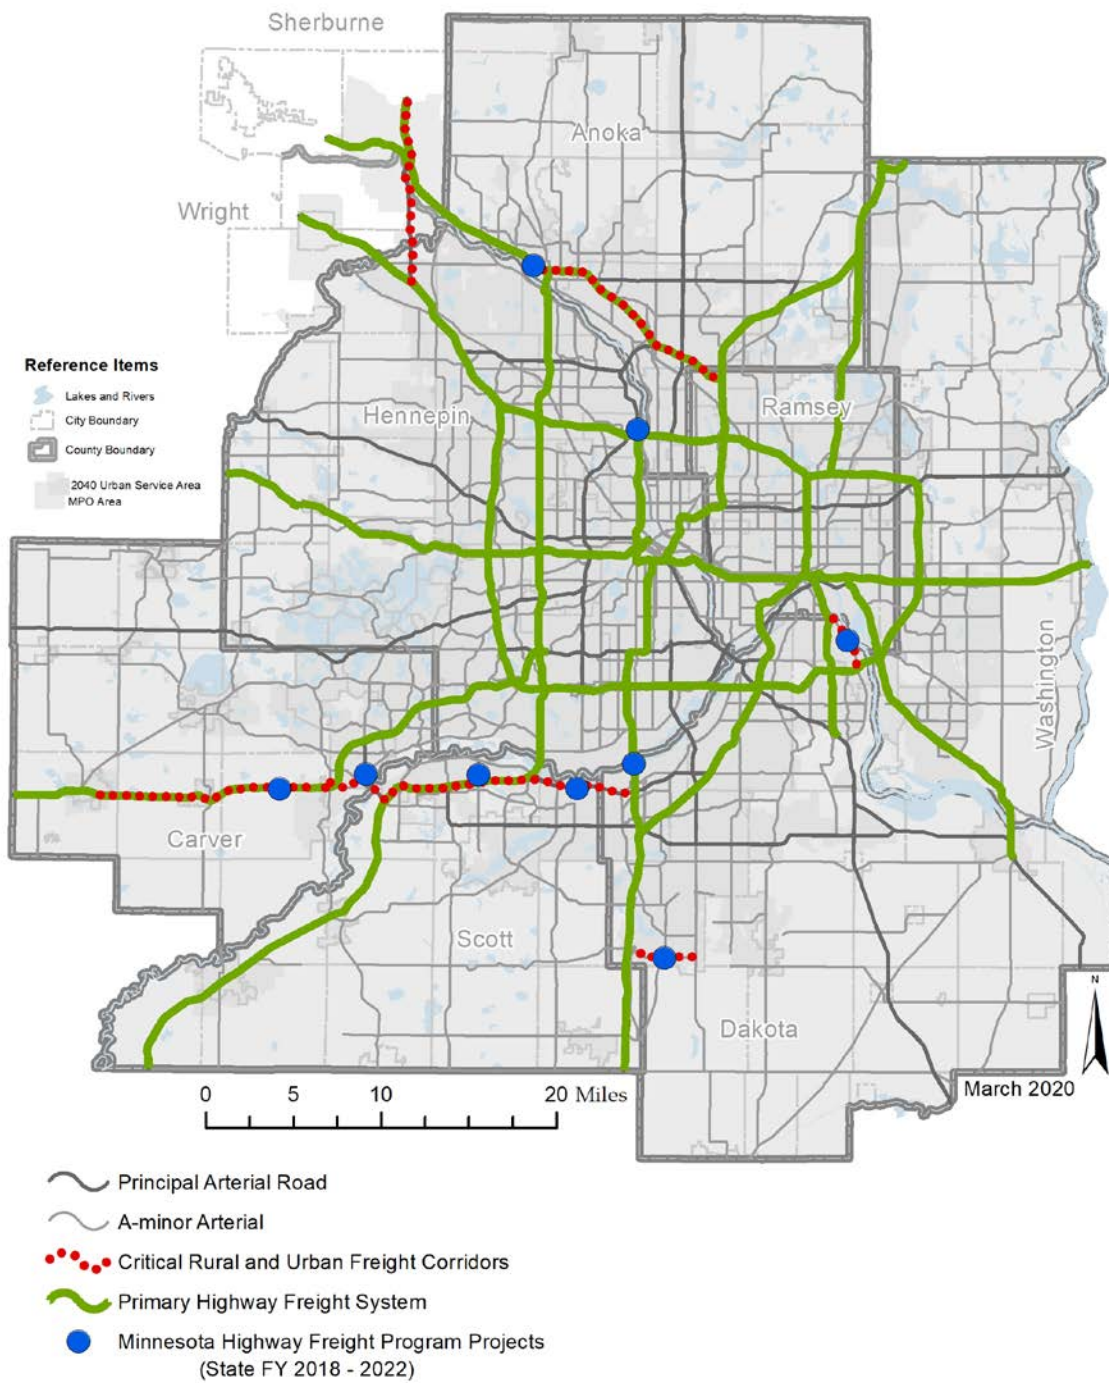 Sherburne
Anoka
Wright
Reference Items
Lakes and Rivers
City Boundary
County Boundary
2040 Urban Service Area
MPO Area
Hennepin
Ramsey
Washington
Carver
Scott
Dakota
N
March 2020
0 5 10 20 Miles
Principal Arterial Road
A-minor Arterial
Critical Rural and Urban Freight Corridors
Primary Highway Freight System
Minnesota Highway Freight Program Projects
(State FY 2018 - 2022)